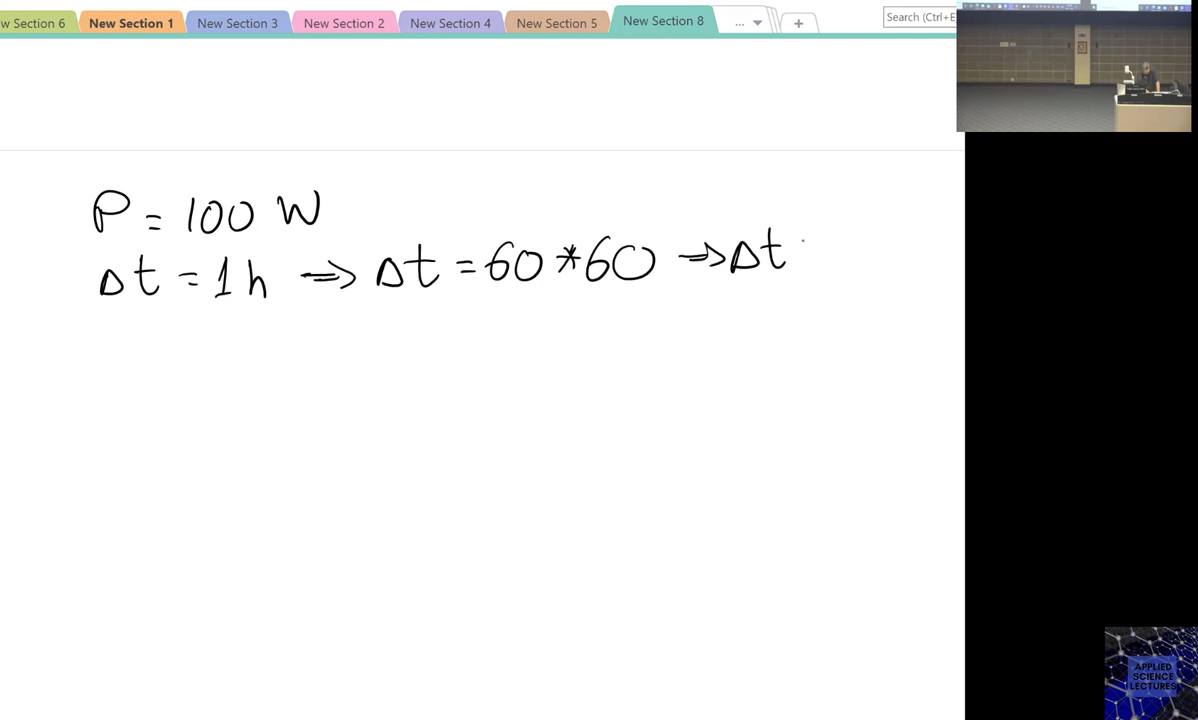 w Section 6 New Section 1 New Section 3 New Section 2 New Section 4 New Section 5 New Section 8 ... + Search (Ctrl+E
P = 100 W
Δt = 1 h ⇒ Δt = 60 * 60 ⇒ Δt
APPLIED
SCIENCE
LECTURES